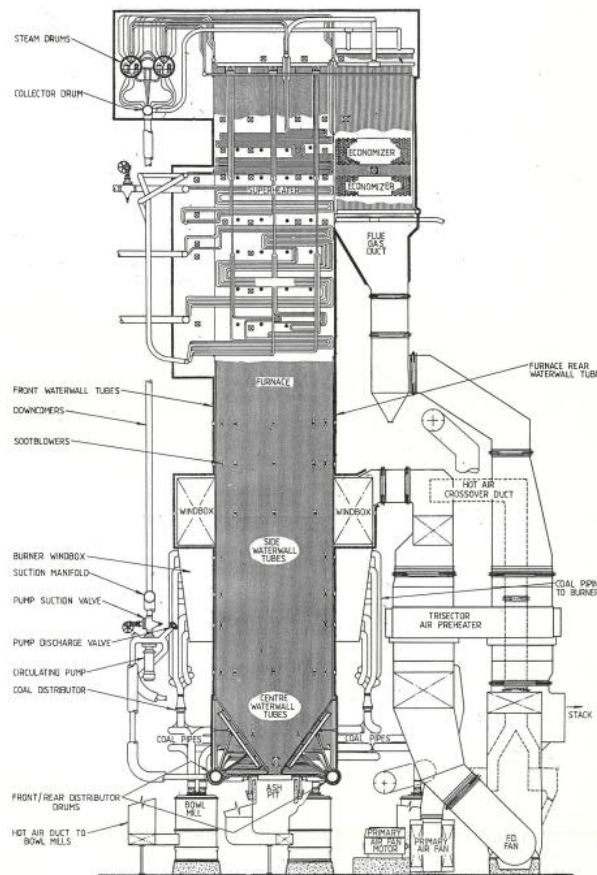 STEAM DRUMS
COLLECTOR DRUM
ECONOMIZER
ECONOMIZER
SUPERHEATER
FLUE
GAS
DUCT
FURNACE
FRONT WATERWALL TUBES
FURNACE REAR
WATERWALL TUBE
DOWNCOMERS
SOOTBLOWERS
HOT AIR
CROSSOVER DUCT
WINDBOX
WINDBOX
SIDE
WATERWALL
TUBES
BURNER WINDBOX
SUCTION MANIFOLD
COAL PIPIN
TO BURNER
PUMP SUCTION VALVE
TRISECTOR
AIR PREHEATER
PUMP DISCHARGE VALVE
CIRCULATING PUMP
COAL DISTRIBUTOR
CENTRE
WATERWALL
TUBES
STACK
COAL PIPES
COAL PIPES
ASH
PIT
FRONT/REAR DISTRIBUTOR
DRUMS
BOWL
MILL
HOT AIR DUCT TO
BOWL MILLS
PRIMARY
AIR FAN
MOTOR
PRIMARY
AIR FAN
F.D.
FAN